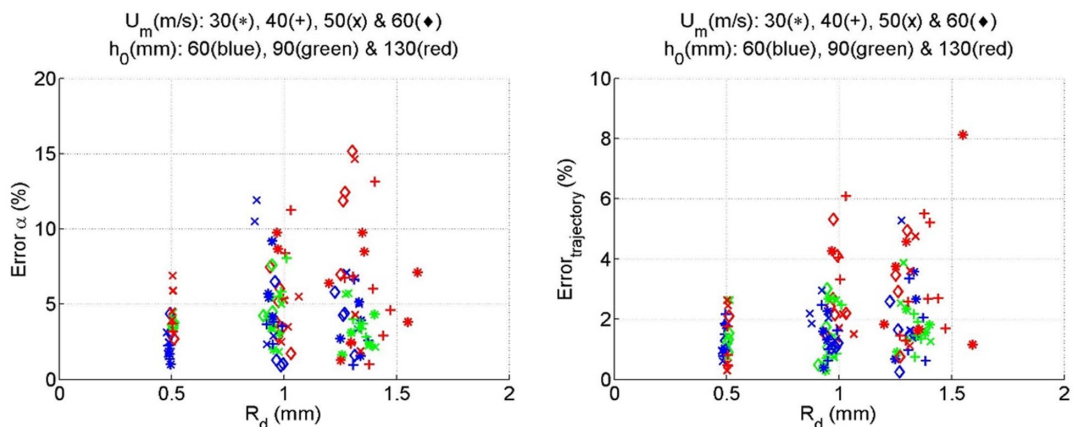 U_m(m/s): 30(*), 40(+), 50(x) & 60(♦)
h_0(mm): 60(blue), 90(green) & 130(red)
20
15
10
5
0
Error α (%)
0 0.5 1 1.5 2
R_d (mm)
U_m(m/s): 30(*), 40(+), 50(x) & 60(♦)
h_0(mm): 60(blue), 90(green) & 130(red)
10
8
6
4
2
0
Error_trajectory (%)
0 0.5 1 1.5 2
R_d (mm)